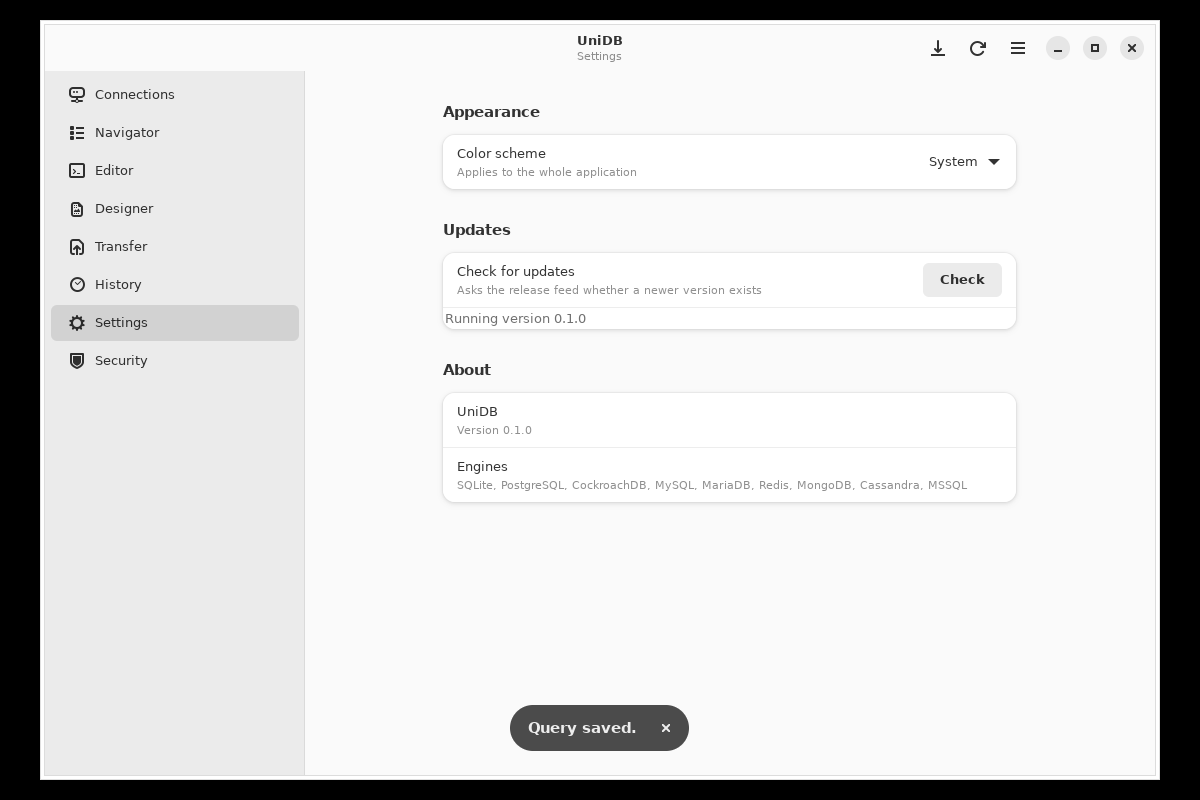 UniDB
Settings
Connections
Navigator
Editor
Designer
Transfer
History
Settings
Security
Appearance
Color scheme
Applies to the whole application
System
Updates
Check for updates
Asks the release feed whether a newer version exists
Check
Running version 0.1.0
About
UniDB
Version 0.1.0
Engines
SQLite, PostgreSQL, CockroachDB, MySQL, MariaDB, Redis, MongoDB, Cassandra, MSSQL
Query saved.